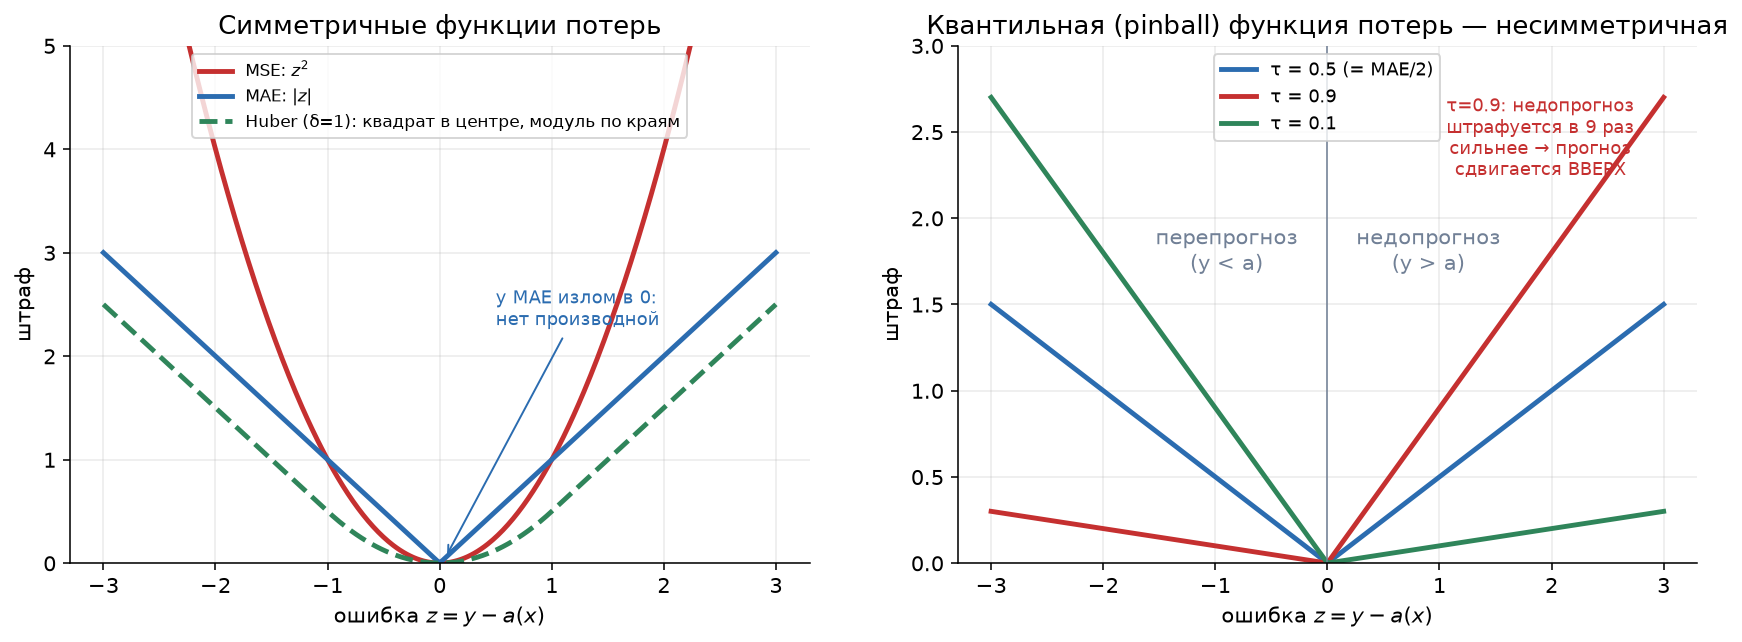 Симметричные функции потерь
5
4
3
2
1
0
штраф
MSE: z²
MAE: |z|
Huber (δ=1): квадрат в центре, модуль по краям
у MAE излом в 0:
нет производной
−3 −2 −1 0 1 2 3
ошибка z = y − a(x)
Квантильная (pinball) функция потерь — несимметричная
3.0
2.5
2.0
1.5
1.0
0.5
0.0
штраф
τ = 0.5 (= MAE/2)
τ = 0.9
τ = 0.1
τ=0.9: недопрогноз
штрафуется в 9 раз
сильнее → прогноз
сдвигается ВВЕРХ
перепрогноз
(y < a)
недопрогноз
(y > a)
−3 −2 −1 0 1 2 3
ошибка z = y − a(x)